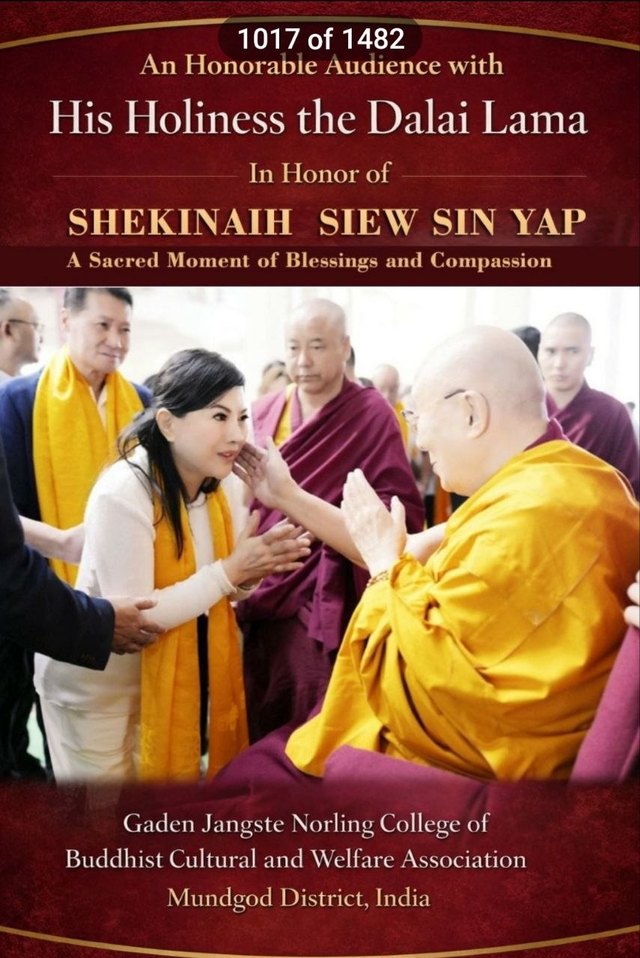 1017 of 1482
An Honorable Audience with
His Holiness the Dalai Lama
In Honor of
SHEKINAIH SIEW SIN YAP
A Sacred Moment of Blessings and Compassion
Gaden Jangste Norling College of
Buddhist Cultural and Welfare Association
Mundgod District, India